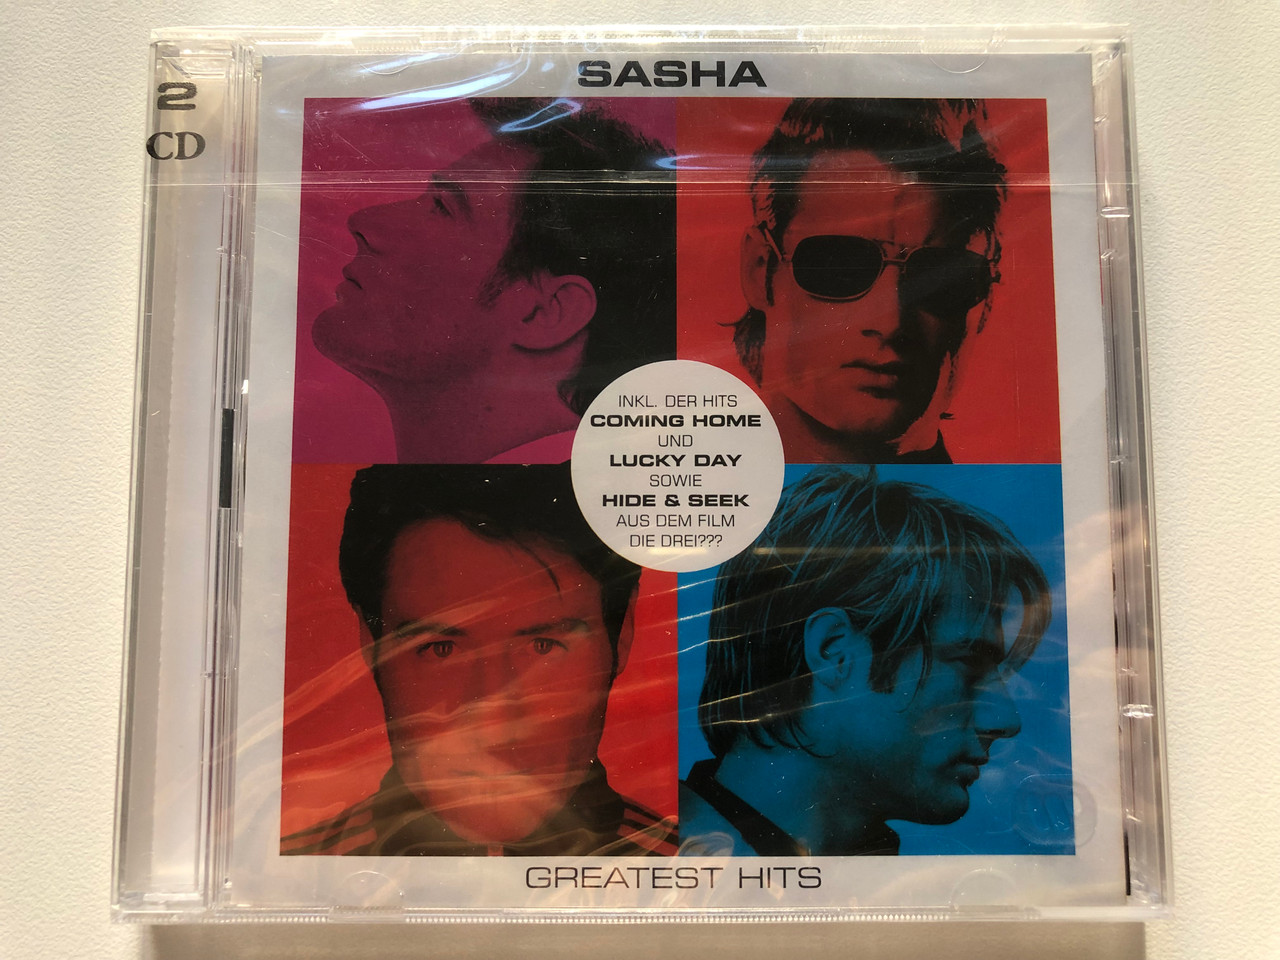 SASHA
2
CD
INKL. DER HITS
COMING HOME
UND
LUCKY DAY
SOWIE
HIDE & SEEK
AUS DEM FILM
DIE DREI???
GREATEST HITS